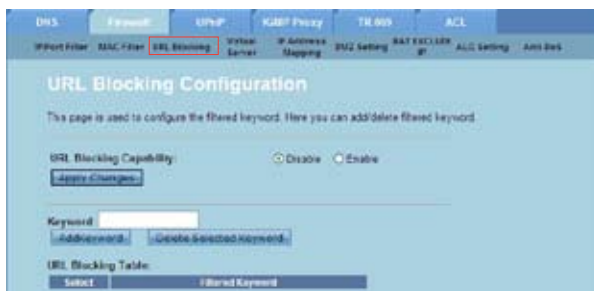 DNS Firewall UPnP IGMP Proxy TR-069 ACL
IP/Port Filter MAC Filter URL Blocking Virtual Server IP Address Mapping DMZ Setting NAT EXCLUDE IP ALG Setting Anti-DoS
URL Blocking Configuration
This page is used to configure the filtered keyword. Here you can add/delete filtered keyword.
URL Blocking Capability: Disable Enable
Apply Changes
Keyword:
AddKeyword Delete Selected Keyword
URL Blocking Table:
Select Filtered Keyword